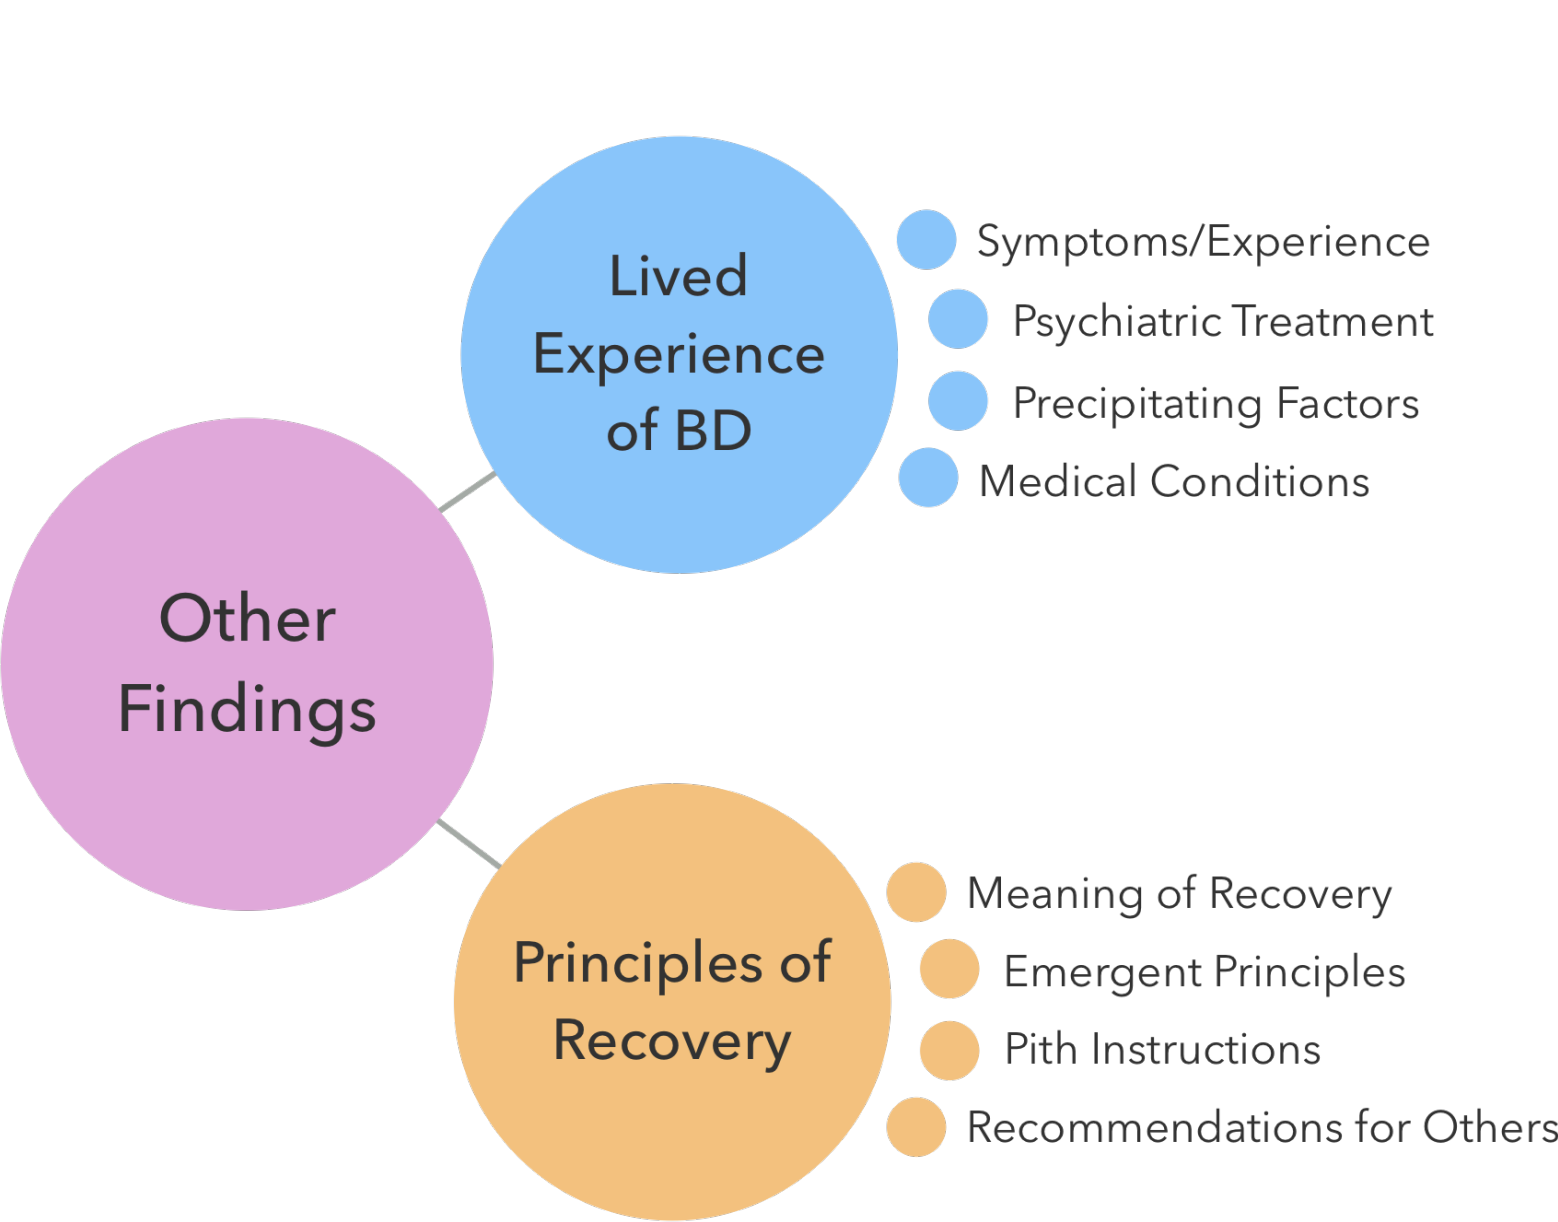 Lived
Experience
of BD
Symptoms/Experience
Psychiatric Treatment
Precipitating Factors
Medical Conditions
Other
Findings
Principles of
Recovery
Meaning of Recovery
Emergent Principles
Pith Instructions
Recommendations for Others